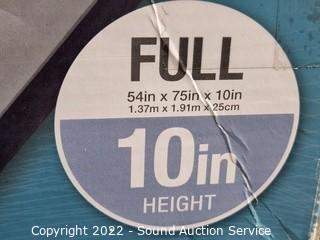 FULL
54in x 75in x 10in
1.37m x 1.91m x 25cm
10in
HEIGHT
Copyright 2022 - Sound Auction Service